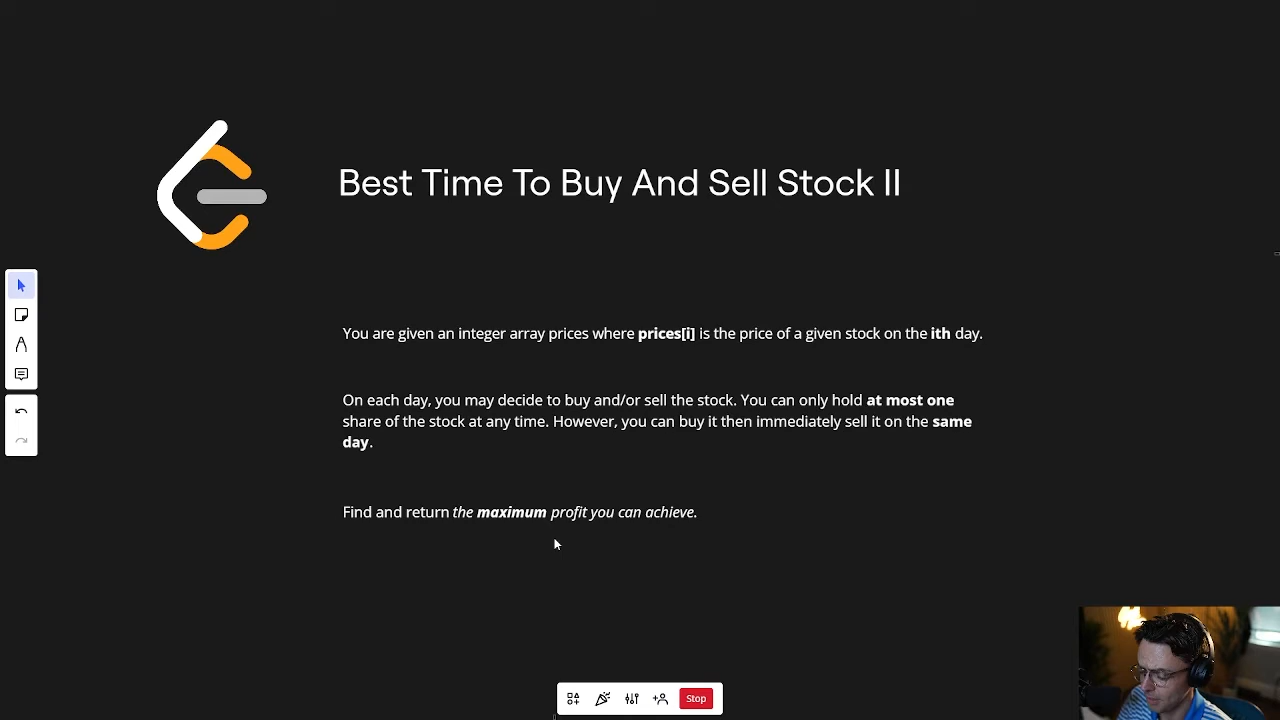 Best Time To Buy And Sell Stock II
You are given an integer array prices where prices[i] is the price of a given stock on the ith day.
On each day, you may decide to buy and/or sell the stock. You can only hold at most one
share of the stock at any time. However, you can buy it then immediately sell it on the same
day.
Find and return the maximum profit you can achieve.
Stop